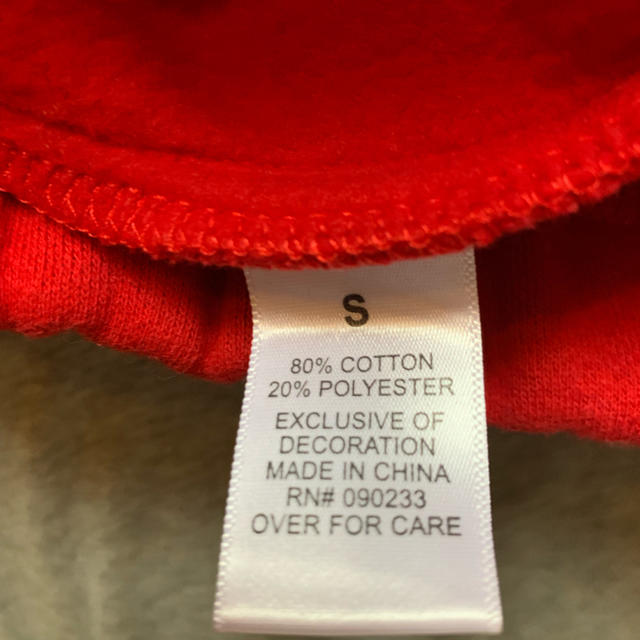 S
80% COTTON
20% POLYESTER
EXCLUSIVE OF
DECORATION
MADE IN CHINA
RN# 090233
OVER FOR CARE